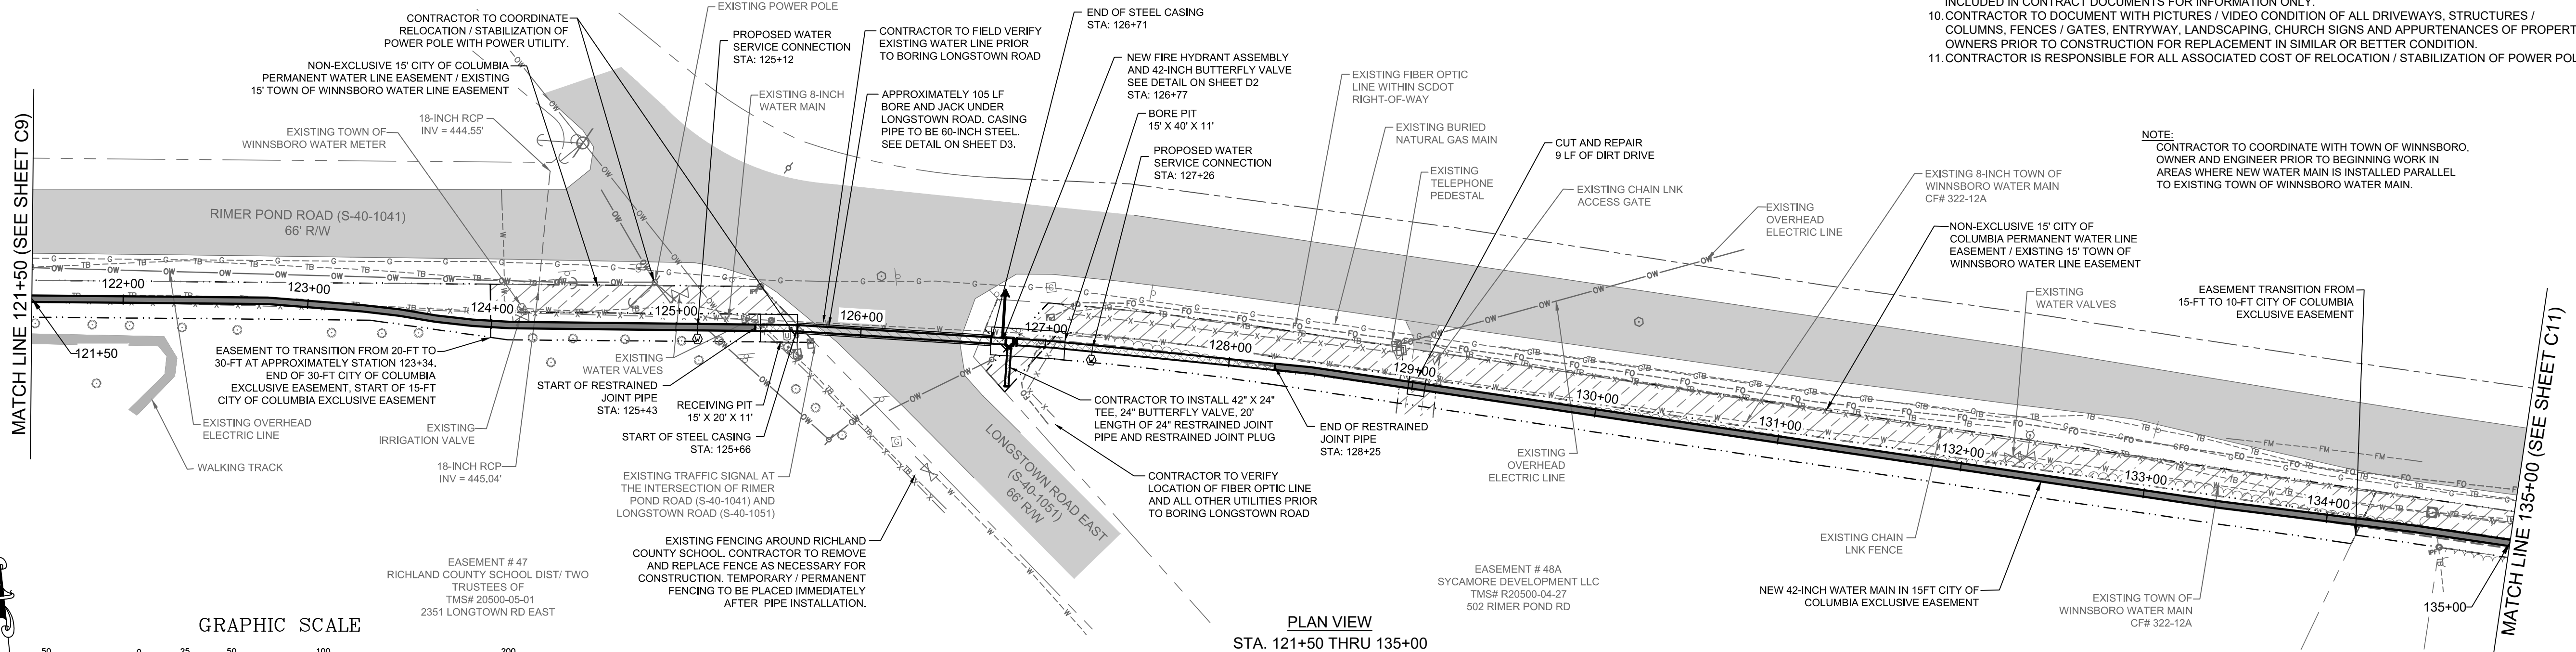 CONTRACTOR TO COORDINATE
RELOCATION / STABILIZATION OF
POWER POLE WITH POWER UTILITY.
NON-EXCLUSIVE 15' CITY OF COLUMBIA
PERMANENT WATER LINE EASEMENT / EXISTING
15' TOWN OF WINNSBORO WATER LINE EASEMENT
18-INCH RCP
INV = 444.55'
EXISTING TOWN OF
WINNSBORO WATER METER
EXISTING POWER POLE
PROPOSED WATER
SERVICE CONNECTION
STA: 125+12
EXISTING 8-INCH
WATER MAIN
CONTRACTOR TO FIELD VERIFY
EXISTING WATER LINE PRIOR
TO BORING LONGSTOWN ROAD
APPROXIMATELY 105 LF
BORE AND JACK UNDER
LONGSTOWN ROAD. CASING
PIPE TO BE 60-INCH STEEL.
SEE DETAIL ON SHEET D3.
END OF STEEL CASING
STA: 126+71
NEW FIRE HYDRANT ASSEMBLY
AND 42-INCH BUTTERFLY VALVE
SEE DETAIL ON SHEET D2
STA: 126+77
BORE PIT
15' X 40' X 11'
PROPOSED WATER
SERVICE CONNECTION
STA: 127+26
EXISTING FIBER OPTIC
LINE WITHIN SCDOT
RIGHT-OF-WAY
EXISTING BURIED
NATURAL GAS MAIN
EXISTING
TELEPHONE
PEDESTAL
CUT AND REPAIR
9 LF OF DIRT DRIVE
EXISTING CHAIN LNK
ACCESS GATE
EXISTING
OVERHEAD
ELECTRIC LINE
EXISTING 8-INCH TOWN OF
WINNSBORO WATER MAIN
CF# 322-12A
NON-EXCLUSIVE 15' CITY OF
COLUMBIA PERMANENT WATER LINE
EASEMENT / EXISTING 15' TOWN OF
WINNSBORO WATER LINE EASEMENT
EXISTING
WATER VALVES
EASEMENT TRANSITION FROM
15-FT TO 10-FT CITY OF COLUMBIA
EXCLUSIVE EASEMENT
INCLUDED IN CONTRACT DOCUMENTS FOR INFORMATION ONLY.
10. CONTRACTOR TO DOCUMENT WITH PICTURES / VIDEO CONDITION OF ALL DRIVEWAYS, STRUCTURES /
COLUMNS, FENCES / GATES, ENTRYWAY, LANDSCAPING, CHURCH SIGNS AND APPURTENANCES OF PROPERT
OWNERS PRIOR TO CONSTRUCTION FOR REPLACEMENT IN SIMILAR OR BETTER CONDITION.
11. CONTRACTOR IS RESPONSIBLE FOR ALL ASSOCIATED COST OF RELOCATION / STABILIZATION OF POWER POL
NOTE:
CONTRACTOR TO COORDINATE WITH TOWN OF WINNSBORO,
OWNER AND ENGINEER PRIOR TO BEGINNING WORK IN
AREAS WHERE NEW WATER MAIN IS INSTALLED PARALLEL
TO EXISTING TOWN OF WINNSBORO WATER MAIN.
MATCH LINE 121+50 (SEE SHEET C9)
RIMER POND ROAD (S-40-1041)
66' R/W
122+00
123+00
124+00
125+00
126+00
127+00
128+00
129+00
130+00
131+00
132+00
133+00
134+00
135+00
121+50
MATCH LINE 135+00 (SEE SHEET C11)
EASEMENT TO TRANSITION FROM 20-FT TO
30-FT AT APPROXIMATELY STATION 123+34.
END OF 30-FT CITY OF COLUMBIA
EXCLUSIVE EASEMENT, START OF 15-FT
CITY OF COLUMBIA EXCLUSIVE EASEMENT
EXISTING OVERHEAD
ELECTRIC LINE
WALKING TRACK
EXISTING
IRRIGATION VALVE
18-INCH RCP
INV = 445.04'
EXISTING
WATER VALVES
START OF RESTRAINED
JOINT PIPE
STA: 125+43
RECEIVING PIT
15' X 20' X 11'
START OF STEEL CASING
STA: 125+66
EXISTING TRAFFIC SIGNAL AT
THE INTERSECTION OF RIMER
POND ROAD (S-40-1041) AND
LONGSTOWN ROAD (S-40-1051)
EXISTING FENCING AROUND RICHLAND
COUNTY SCHOOL. CONTRACTOR TO REMOVE
AND REPLACE FENCE AS NECESSARY FOR
CONSTRUCTION. TEMPORARY / PERMANENT
FENCING TO BE PLACED IMMEDIATELY
AFTER PIPE INSTALLATION.
LONGSTOWN ROAD EAST
(S-40-1051)
66' R/W
CONTRACTOR TO INSTALL 42" X 24"
TEE, 24" BUTTERFLY VALVE, 20'
LENGTH OF 24" RESTRAINED JOINT
PIPE AND RESTRAINED JOINT PLUG
CONTRACTOR TO VERIFY
LOCATION OF FIBER OPTIC LINE
AND ALL OTHER UTILITIES PRIOR
TO BORING LONGSTOWN ROAD
END OF RESTRAINED
JOINT PIPE
STA: 128+25
EXISTING
OVERHEAD
ELECTRIC LINE
EXISTING CHAIN
LNK FENCE
NEW 42-INCH WATER MAIN IN 15FT CITY OF
COLUMBIA EXCLUSIVE EASEMENT
EXISTING TOWN OF
WINNSBORO WATER MAIN
CF# 322-12A
EASEMENT # 47
RICHLAND COUNTY SCHOOL DIST/ TWO
TRUSTEES OF
TMS# 20500-05-01
2351 LONGTOWN RD EAST
EASEMENT # 48A
SYCAMORE DEVELOPMENT LLC
TMS# R20500-04-27
502 RIMER POND RD
GRAPHIC SCALE
50 0 25 50 100 200
PLAN VIEW
STA. 121+50 THRU 135+00